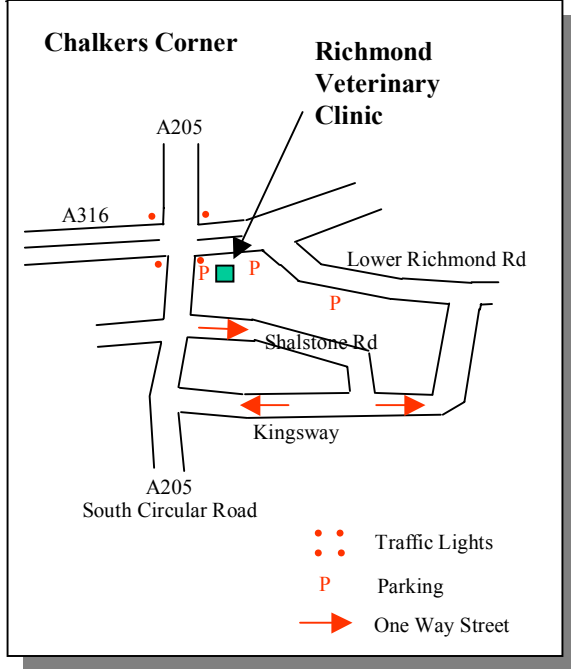 Chalkers Corner
Richmond
Veterinary
Clinic
A205
A316
Lower Richmond Rd
P
P
P
Shalstone Rd
Kingsway
A205
South Circular Road
Traffic Lights
P
Parking
One Way Street